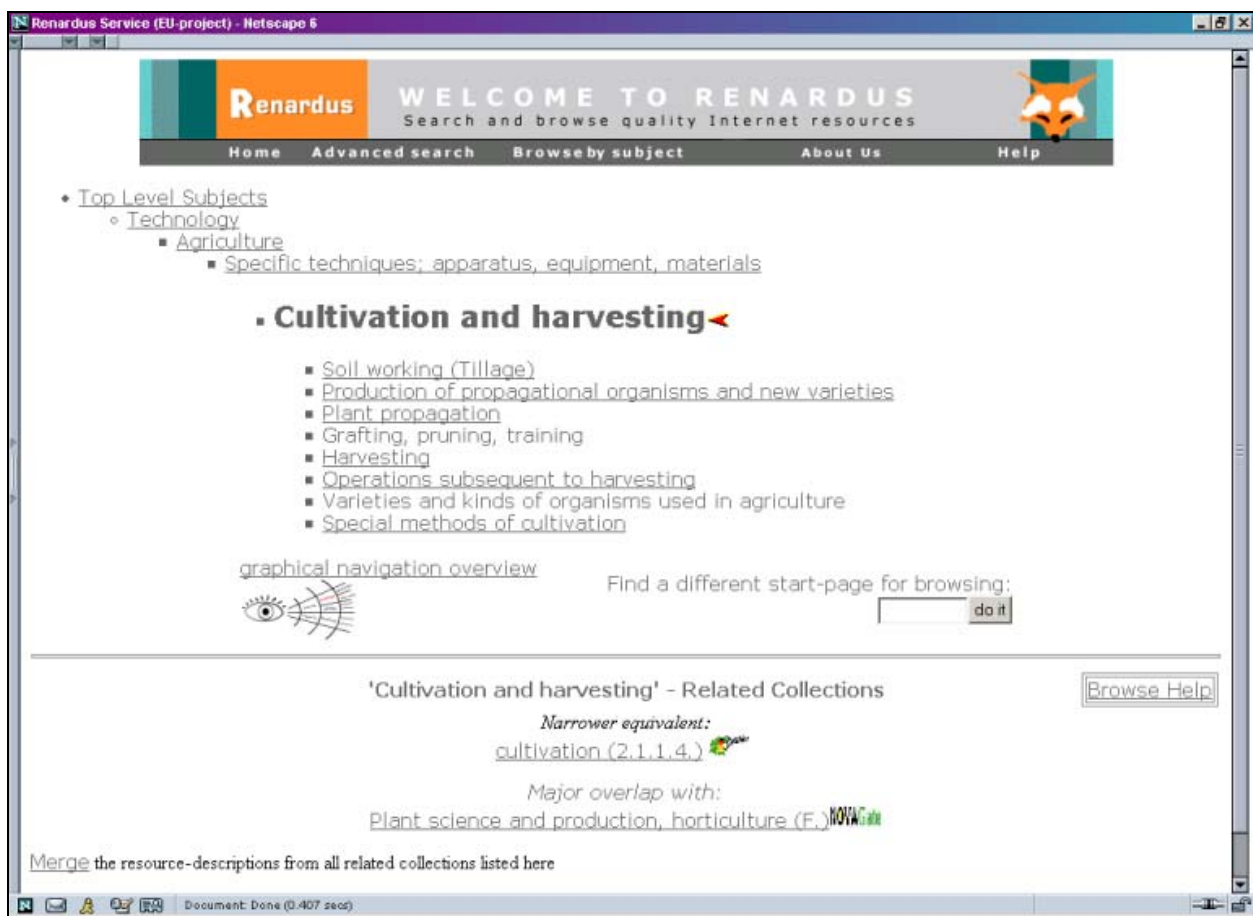 Renardus Service (EU-project) - Netscape 6
Renardus
WELCOME TO RENARDUS
Search and browse quality Internet resources
Home Advanced search Browse by subject About Us Help
Top Level Subjects
Technology
Agriculture
Specific techniques; apparatus, equipment, materials
Cultivation and harvesting
Soil working (Tillage)
Production of propagational organisms and new varieties
Plant propagation
Grafting, pruning, training
Harvesting
Operations subsequent to harvesting
Varieties and kinds of organisms used in agriculture
Special methods of cultivation
graphical navigation overview
Find a different start-page for browsing:
do it
'Cultivation and harvesting' - Related Collections
Browse Help
Narrower equivalent:
cultivation (2.1.1.4.)
Major overlap with:
Plant science and production, horticulture (F.) NOVAGate
Merge the resource-descriptions from all related collections listed here
Document: Done (0.407 secs)